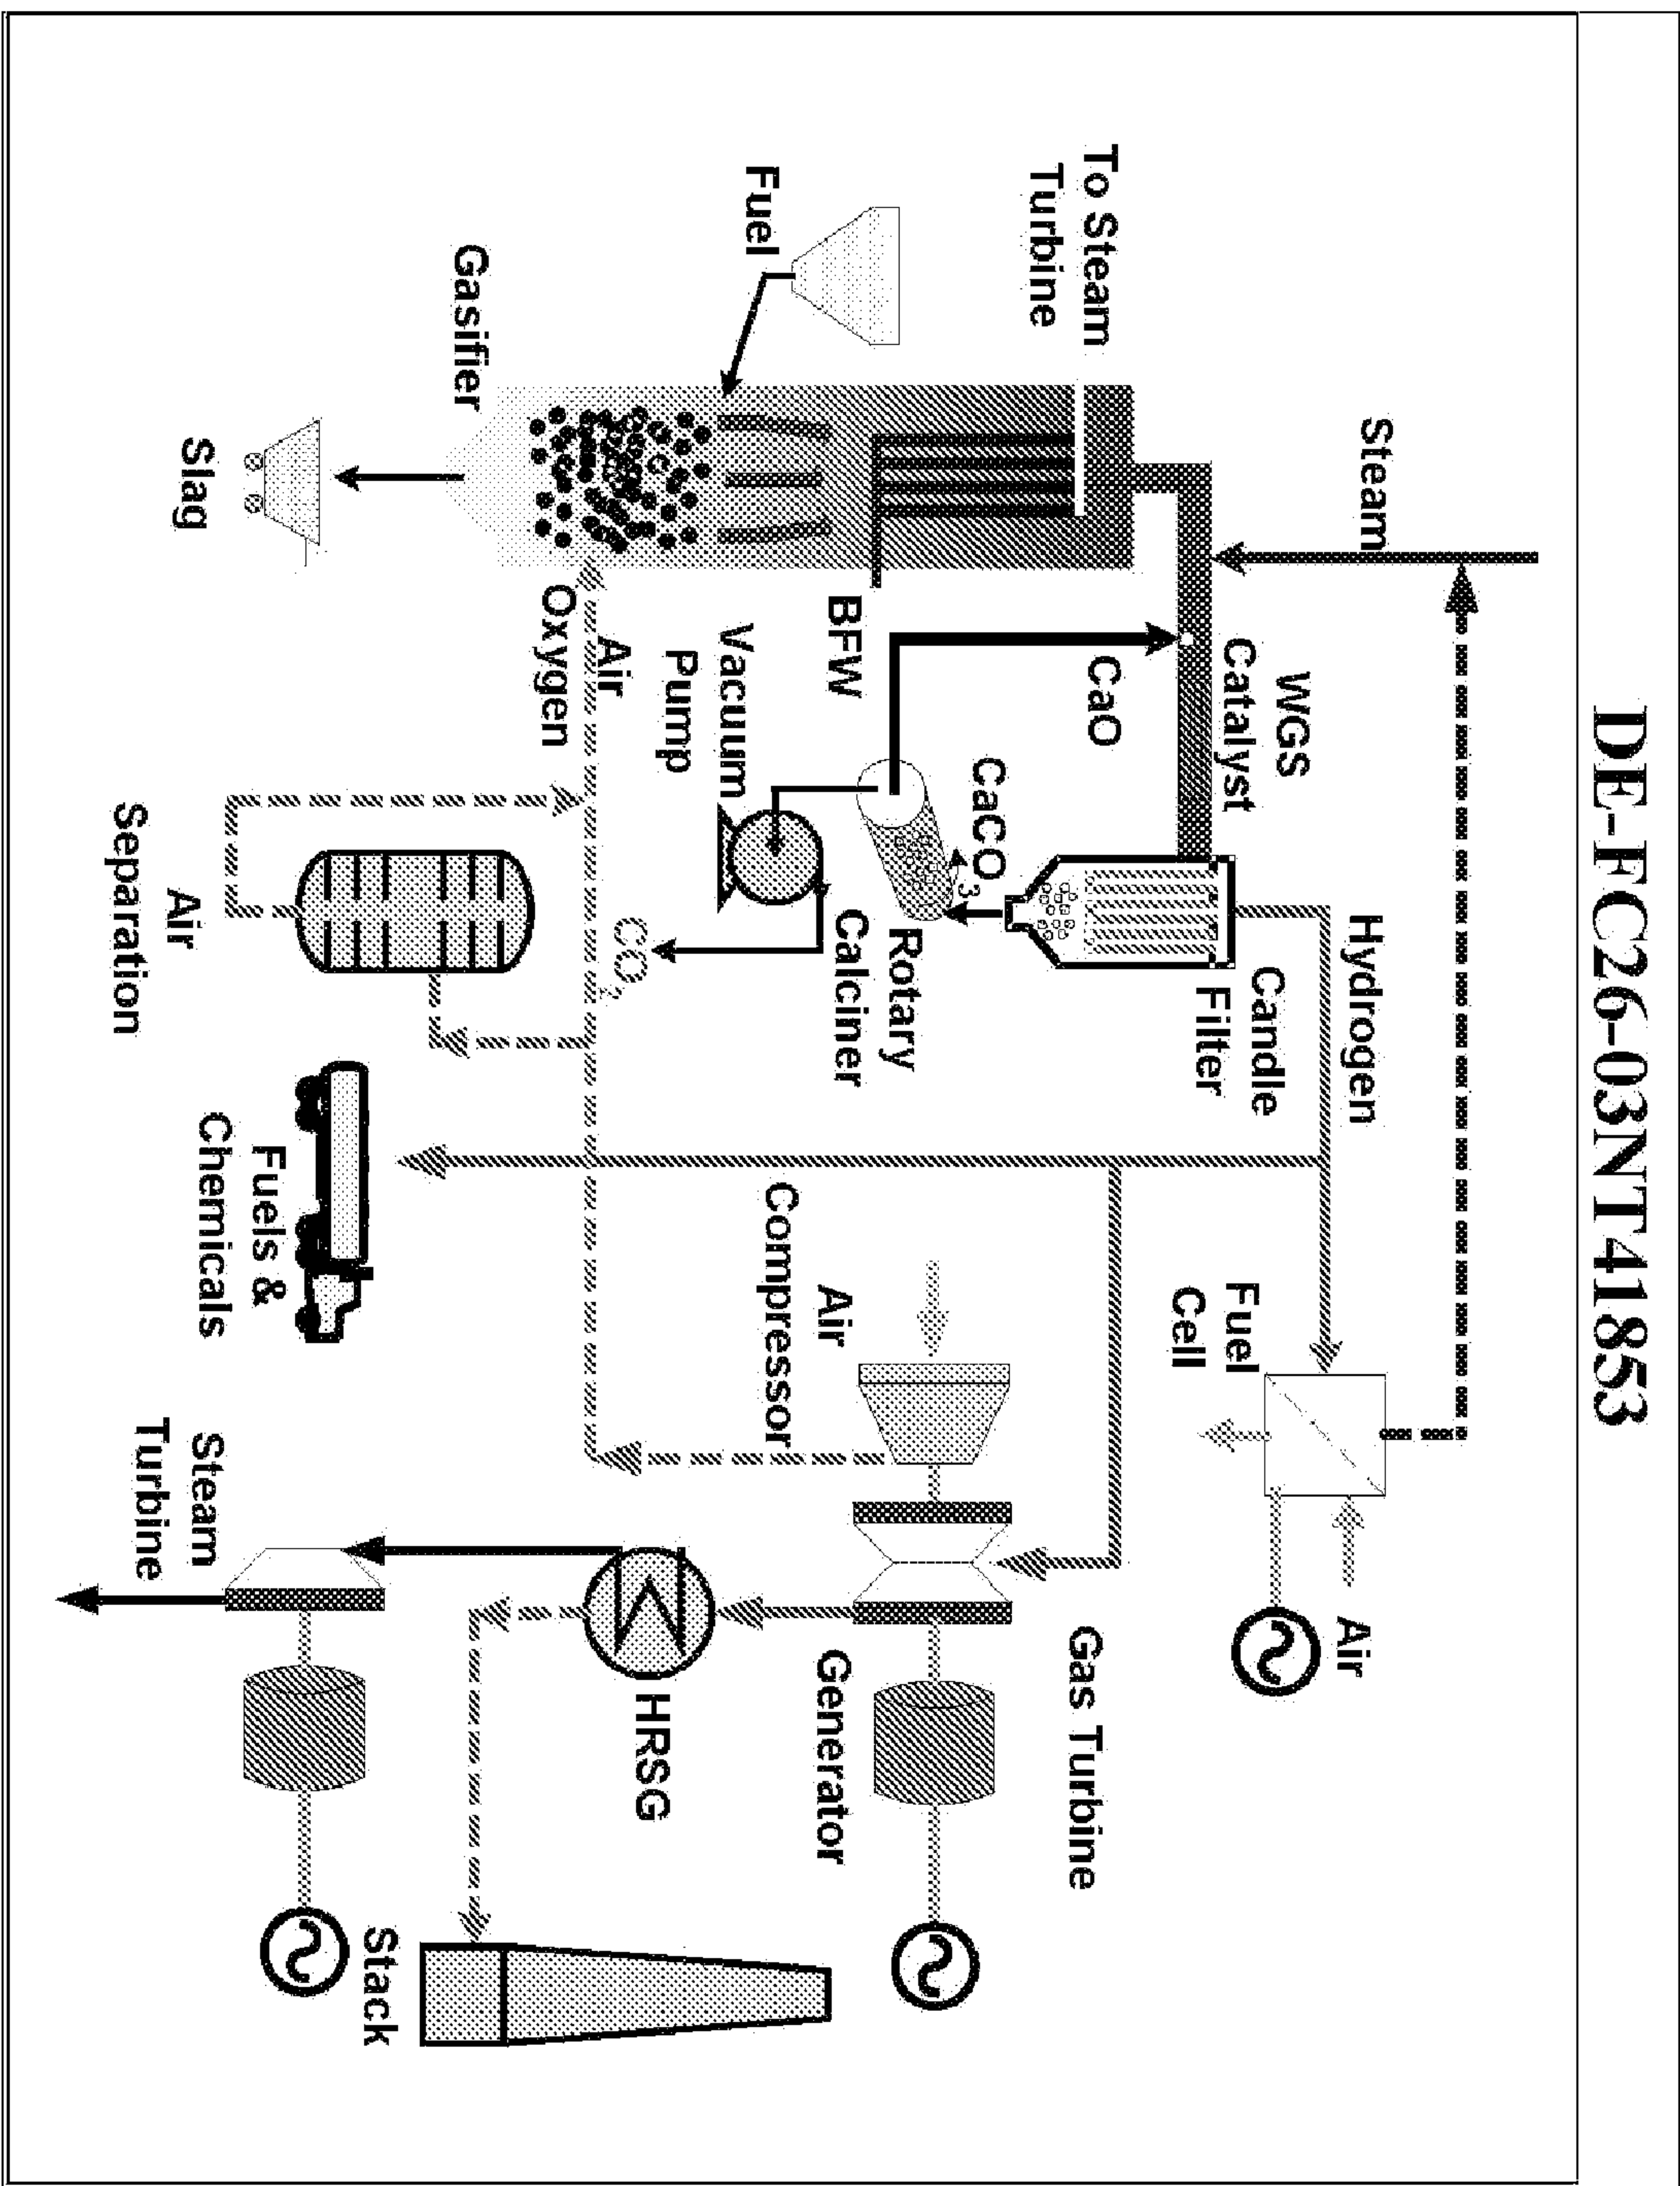 DE-FC26-03NT41853
Steam
To Steam
Turbine
WGS
Catalyst
CaO
Hydrogen
Candle
Filter
Fuel
Cell
Air
Fuel
BFW
CaCO3
Rotary
Calciner
Vacuum
Pump
Gas Turbine
Air
Compressor
Generator
Gasifier
Air
Oxygen
CO2
HRSG
Slag
Air
Separation
Fuels &
Chemicals
Steam
Turbine
Stack